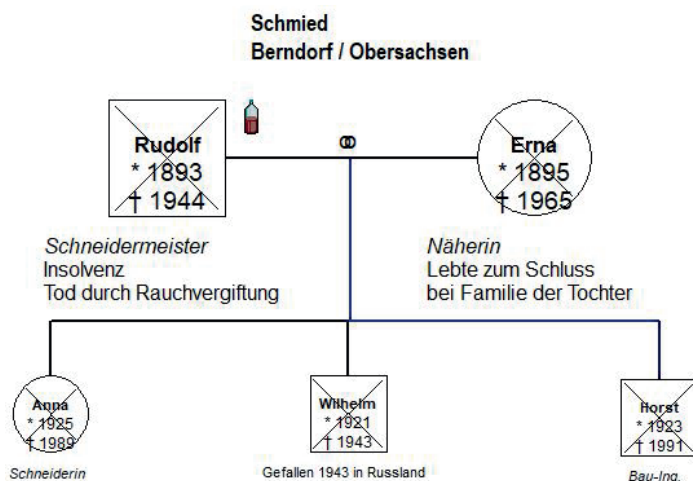 Schmied
Berndorf / Obersachsen
Rudolf
* 1893
† 1944
Erna
* 1895
† 1965
Schneidermeister
Insolvenz
Tod durch Rauchvergiftung
Näherin
Lebte zum Schluss
bei Familie der Tochter
Anna
* 1925
† 1989
Schneiderin
Wilhelm
* 1921
† 1943
Gefallen 1943 in Russland
Horst
* 1923
† 1991
Bau-Ing.